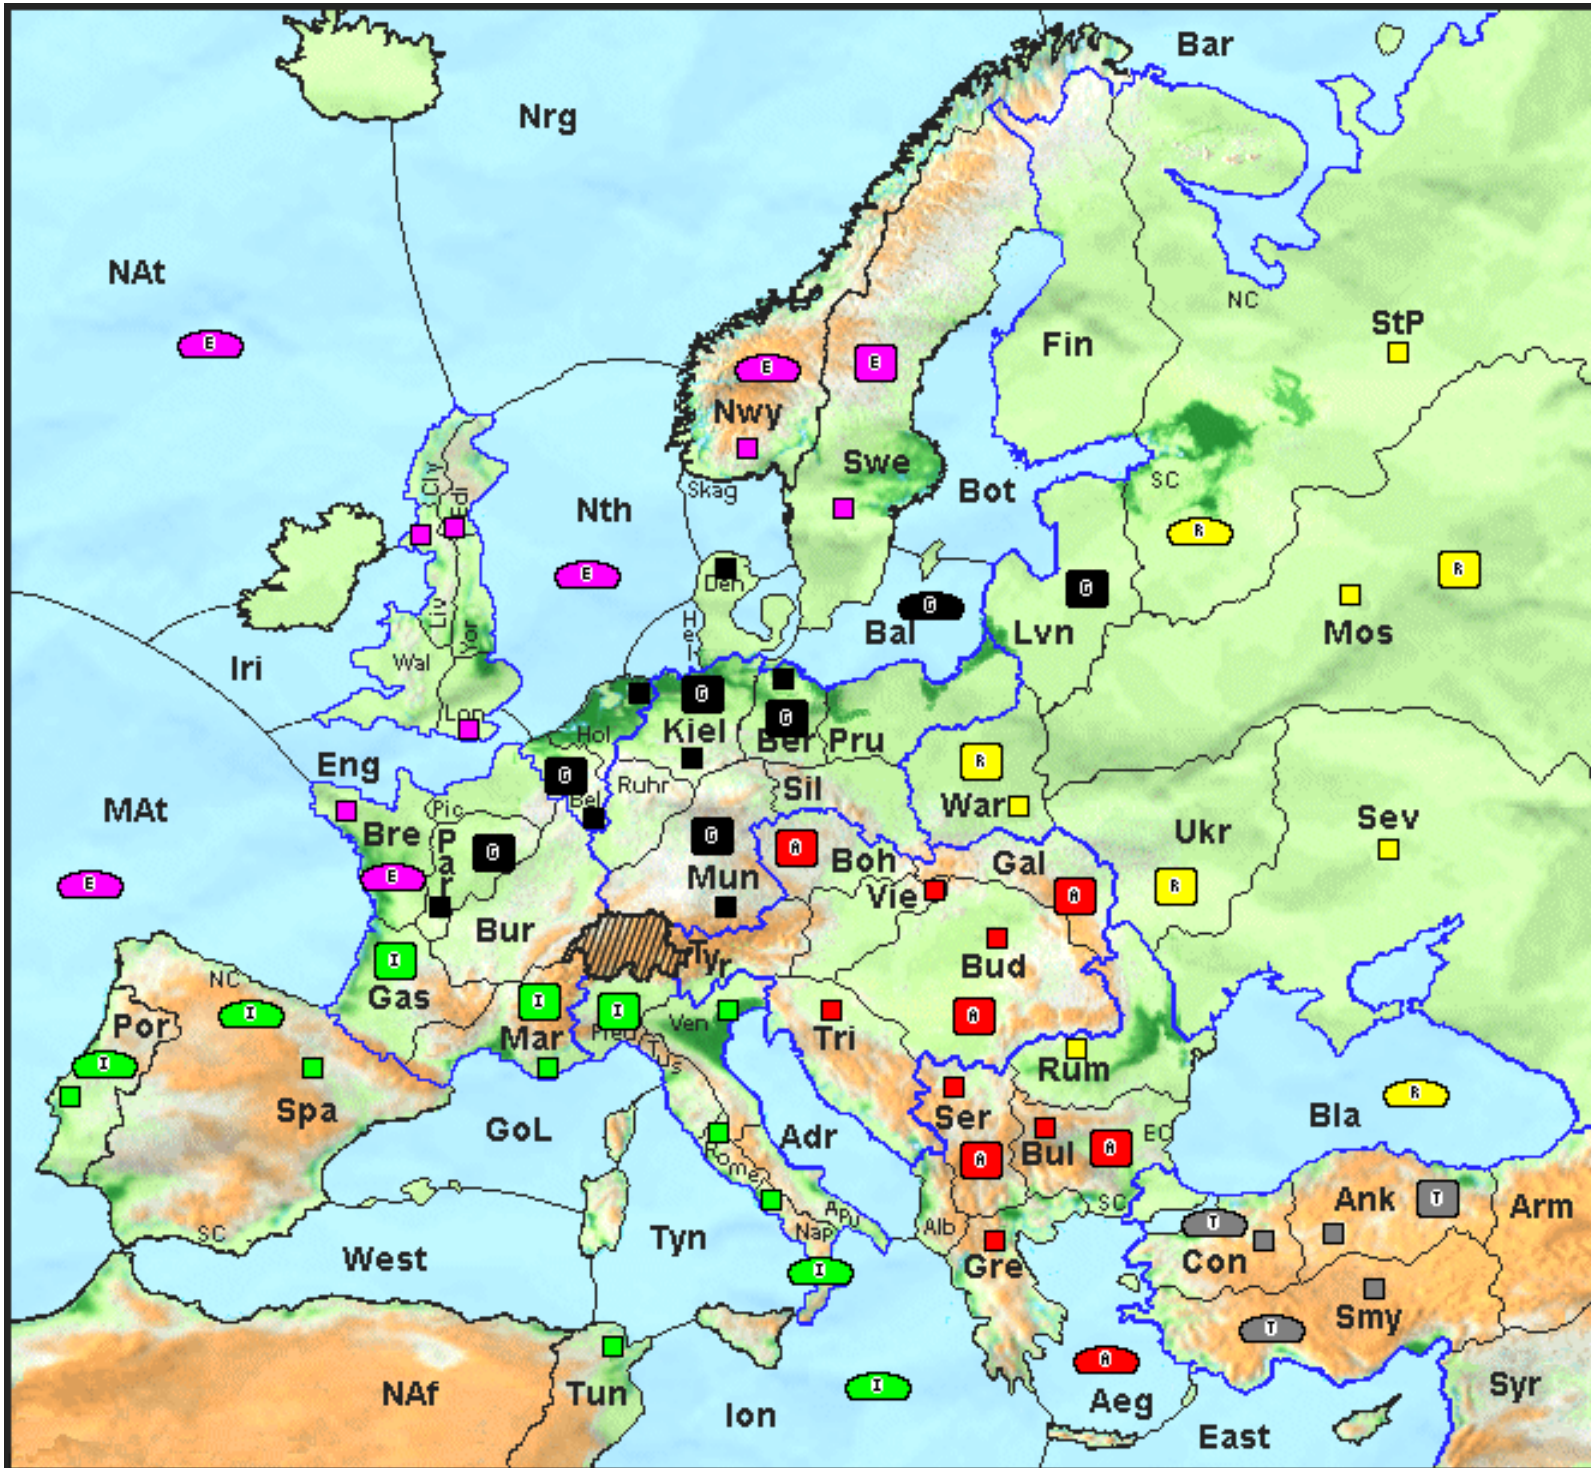 Bar
Nrg
NAt
E
NC
StP
Fin
E
E
Nwy
Swe
Cly
Edi
Skag
Bot
SC
Nth
R
R
E
Den
G
G
Hel
Bal
Lvn
Mos
Liv
Yor
Wal
Iri
Lon
G
G
Hol
Kiel
Ber
Pru
Eng
G
Bel
Ruhr
Sil
R
War
MAt
Pic
Bre
Par
G
G
A
Boh
Gal
Ukr
Sev
E
E
Mun
Vie
A
R
Bur
Tyr
Bud
I
Gas
NC
I
Por
I
I
I
Mar
Pied
Ven
Tus
Tri
A
Rum
Spa
GoL
Ser
R
Bla
Adr
Rome
A
Bul
A
EC
SC
West
Tyn
Apu
Nap
Alb
Gre
SC
T
Con
Ank
T
Arm
I
Smy
T
NAf
Tun
Ion
I
A
Aeg
East
Syr